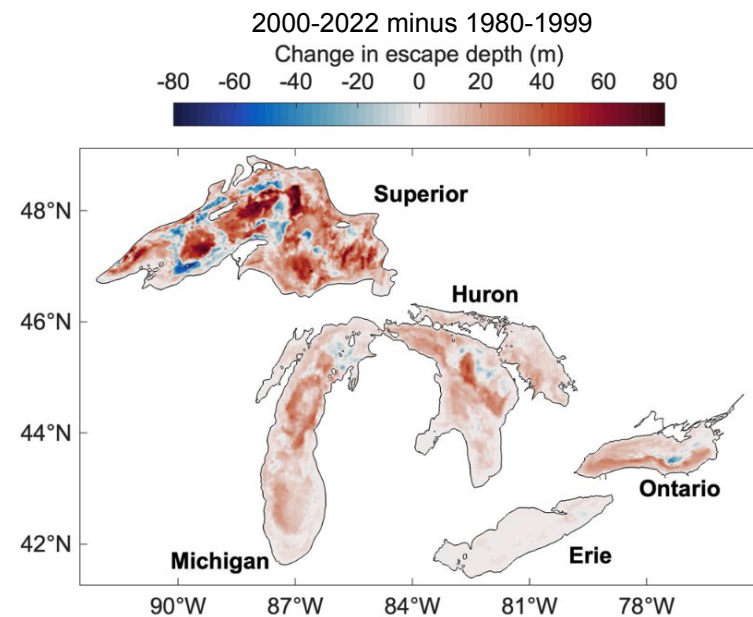 2000-2022 minus 1980-1999
Change in escape depth (m)
-80 -60 -40 -20 0 20 40 60 80
Superior
48°N
Huron
46°N
44°N
Ontario
42°N
Michigan
Erie
90°W 87°W 84°W 81°W 78°W